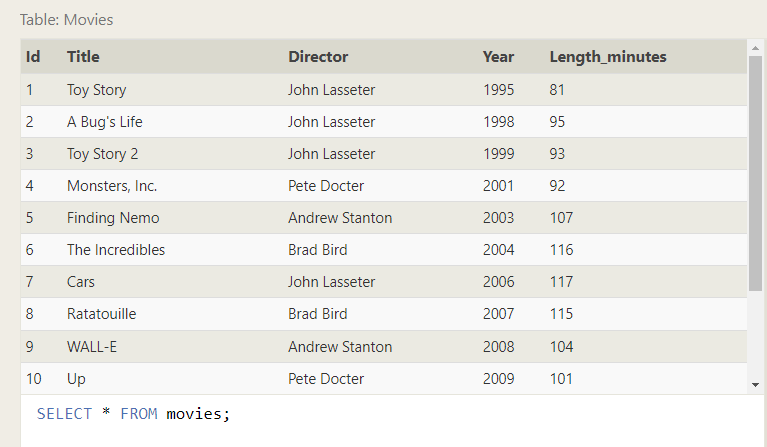 Table: Movies
Id Title Director Year Length_minutes
1 Toy Story John Lasseter 1995 81
2 A Bug's Life John Lasseter 1998 95
3 Toy Story 2 John Lasseter 1999 93
4 Monsters, Inc. Pete Docter 2001 92
5 Finding Nemo Andrew Stanton 2003 107
6 The Incredibles Brad Bird 2004 116
7 Cars John Lasseter 2006 117
8 Ratatouille Brad Bird 2007 115
9 WALL-E Andrew Stanton 2008 104
10 Up Pete Docter 2009 101
SELECT * FROM movies;